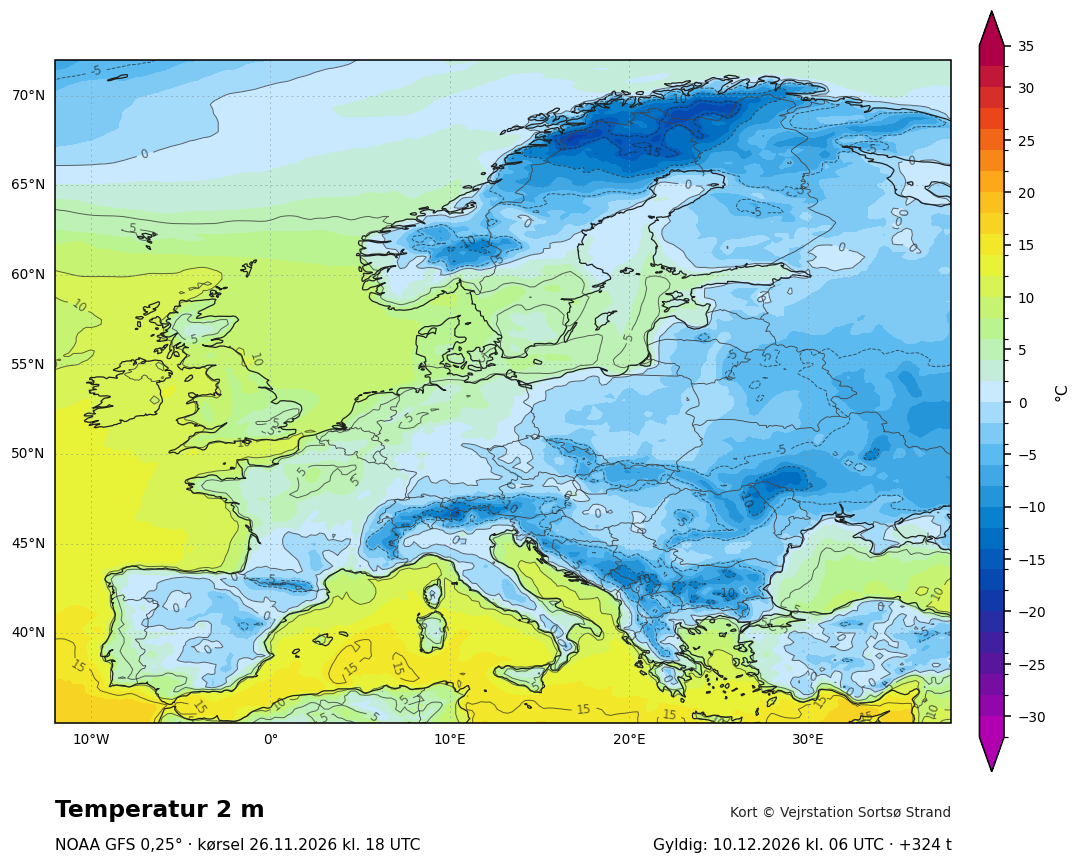 35
30
25
20
15
10
5
0
−5
−10
−15
−20
−25
−30
°C
70°N
65°N
60°N
55°N
50°N
45°N
40°N
10°W
0°
10°E
20°E
30°E
Temperatur 2 m
Kort © Vejrstation Sortsø Strand
NOAA GFS 0,25° · kørsel 26.11.2026 kl. 18 UTC
Gyldig: 10.12.2026 kl. 06 UTC · +324 t